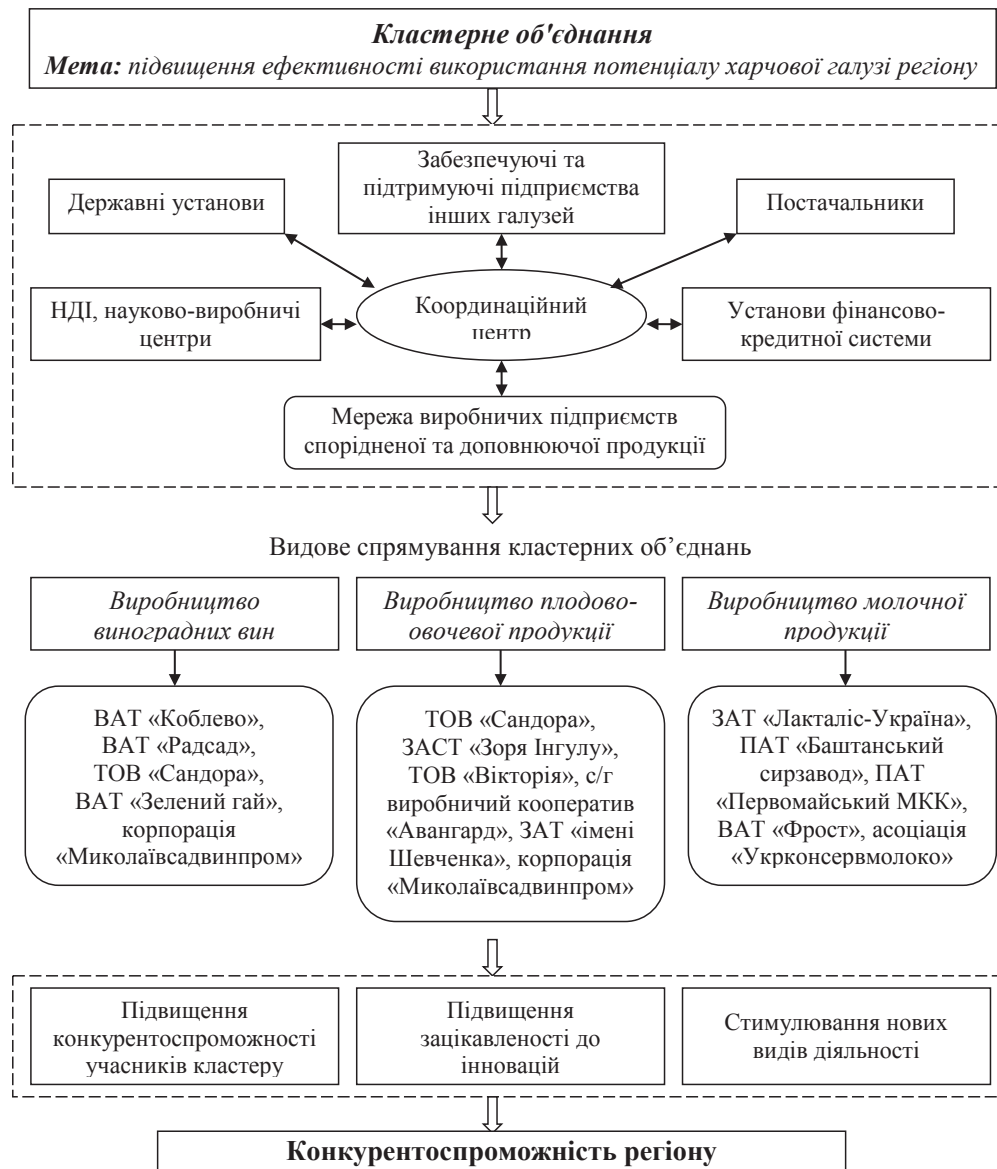 Кластерне об'єднання
Мета: підвищення ефективності використання потенціалу харчової галузі регіону
Забезпечуючі та
підтримуючі підприємства
інших галузей
Державні установи
Постачальники
НДІ, науково-виробничі
центри
Координаційний
центр
Установи фінансово-
кредитної системи
Мережа виробничих підприємств
спорідненої та доповнюючої продукції
Видове спрямування кластерних об’єднань
Виробництво
виноградних вин
Виробництво плодово-
овочевої продукції
Виробництво молочної
продукції
ВАТ «Коблево»,
ВАТ «Радсад»,
ТОВ «Сандора»,
ВАТ «Зелений гай»,
корпорація
«Миколаївсадвинпром»
ТОВ «Сандора»,
ЗАСТ «Зоря Інгулу»,
ТОВ «Вікторія», с/г
виробничий кооператив
«Авангард», ЗАТ «імені
Шевченка», корпорація
«Миколаївсадвинпром»
ЗАТ «Лакталіс-Україна»,
ПАТ «Баштанський
сирзавод», ПАТ
«Первомайський МКК»,
ВАТ «Фрост», асоціація
«Укрконсервмолоко»
Підвищення
конкурентоспроможності
учасників кластеру
Підвищення
зацікавленості до
інновацій
Стимулювання нових
видів діяльності
Конкурентоспроможність регіону